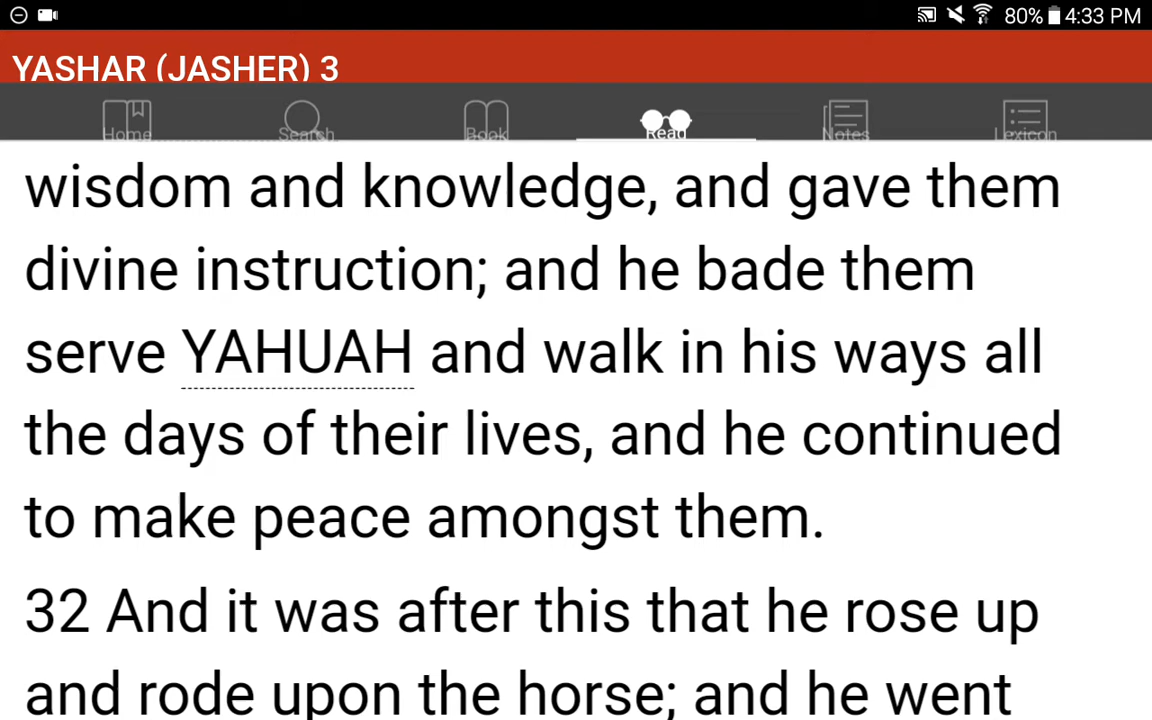 80% 4:33 PM
YASHAR (JASHER) 3
Home Search Book Read Notes Lexicon
wisdom and knowledge, and gave them
divine instruction; and he bade them
serve YAHUAH and walk in his ways all
the days of their lives, and he continued
to make peace amongst them.
32 And it was after this that he rose up
and rode upon the horse; and he went